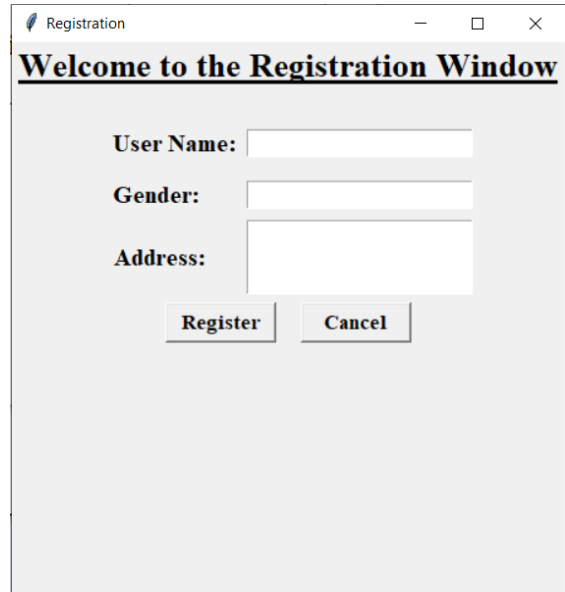 Registration
Welcome to the Registration Window
User Name:
Gender:
Address:
Register Cancel